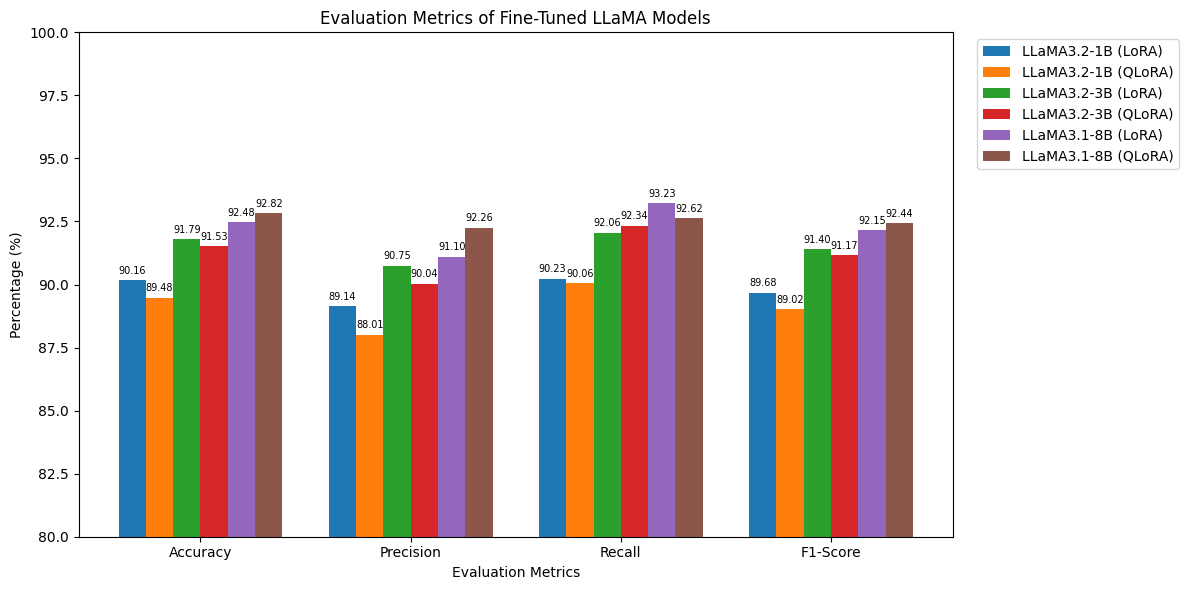 Evaluation Metrics of Fine-Tuned LLaMA Models
100.0
97.5
95.0
92.5
90.0
87.5
85.0
82.5
80.0
Percentage (%)
90.16
89.48
91.79
91.53
92.48
92.82
89.14
88.01
90.75
90.04
91.10
92.26
90.23
90.06
92.06
92.34
93.23
92.62
89.68
89.02
91.40
91.17
92.15
92.44
Accuracy
Precision
Recall
F1-Score
Evaluation Metrics
LLaMA3.2-1B (LoRA)
LLaMA3.2-1B (QLoRA)
LLaMA3.2-3B (LoRA)
LLaMA3.2-3B (QLoRA)
LLaMA3.1-8B (LoRA)
LLaMA3.1-8B (QLoRA)